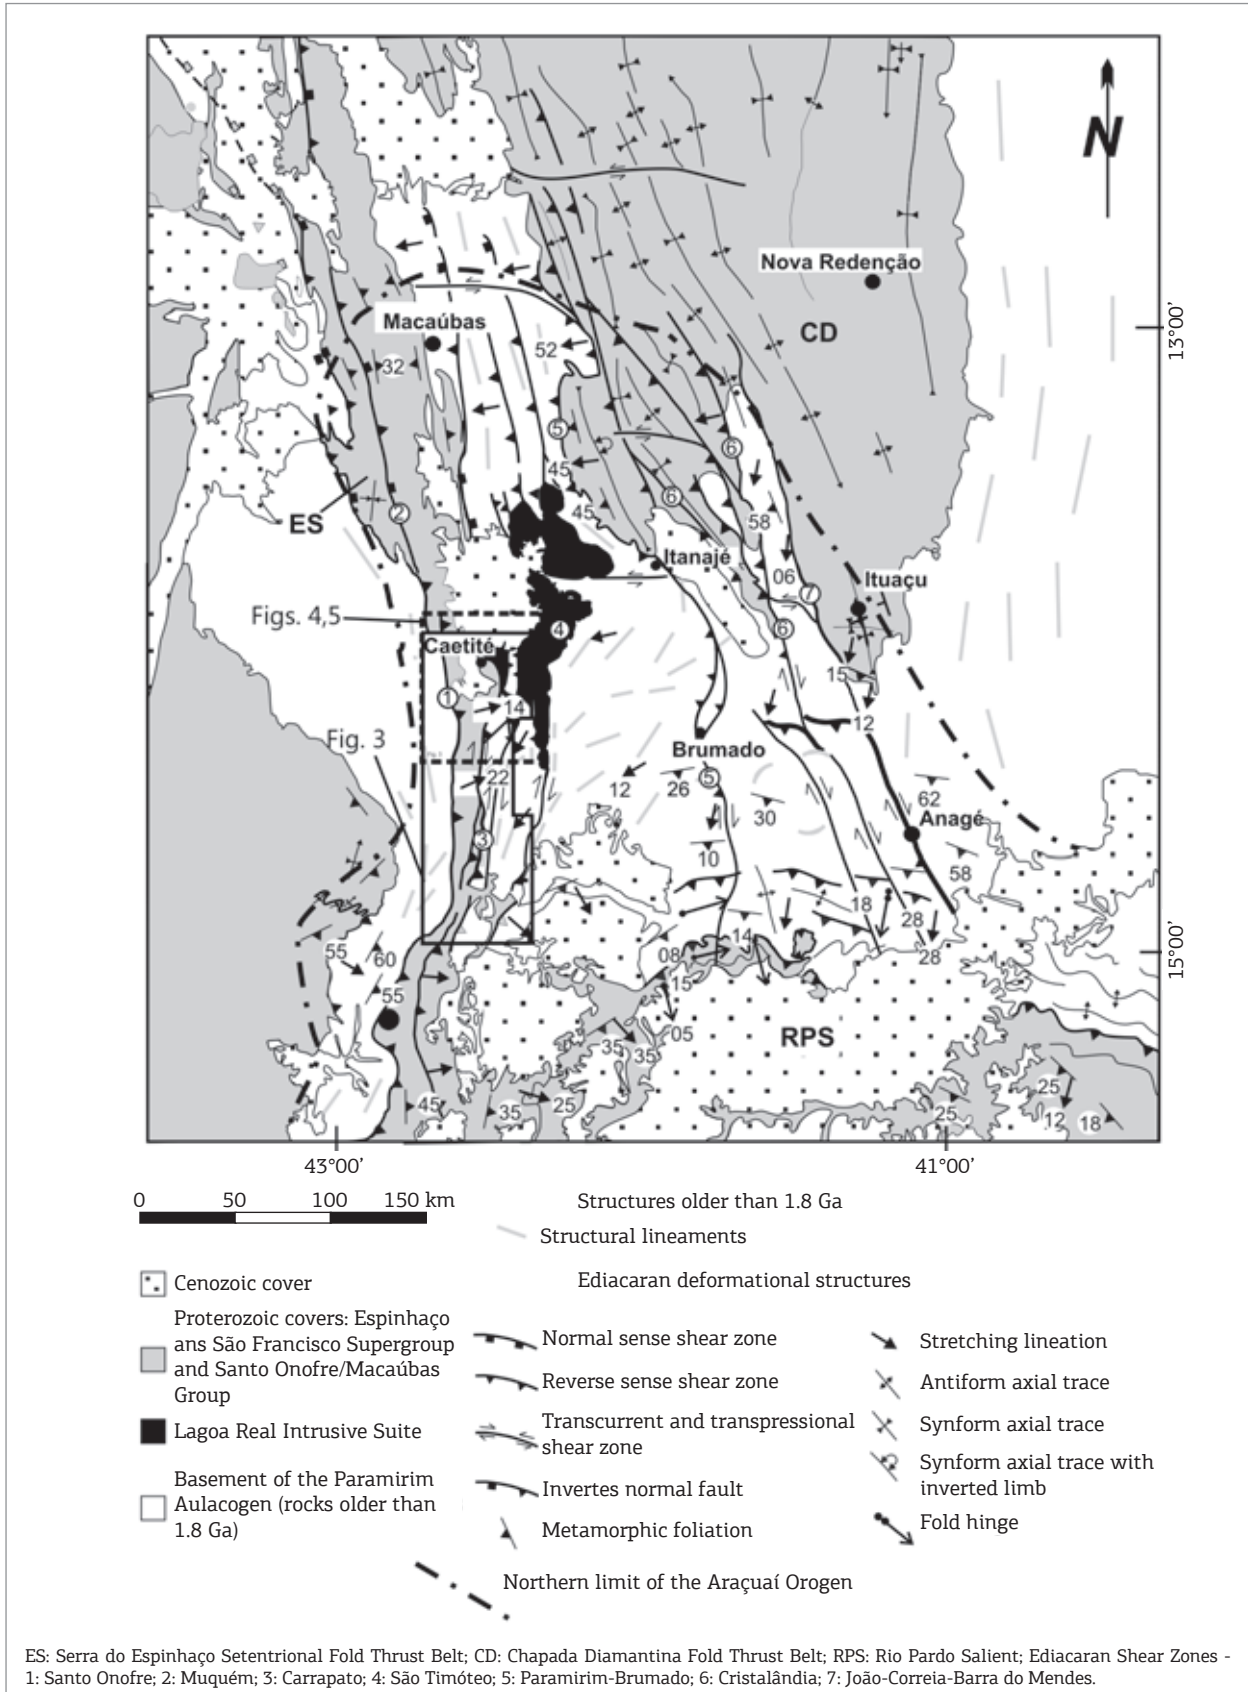 N
Nova Redenção
CD
13°00’
Macaúbas
52
32
5
45
6
6
ES
2
45
58
Itanajé
06
7
Ituaçu
Figs. 4,5
4
6
Caetité
15
1
14
12
Fig. 3
Brumado
22
5
12
26
62
30
Anagé
3
10
58
18
28
15°00’
14
55
60
08
28
15
55
05
RPS
35
35
25
45
35
25
25
12
18
43°00’
41°00’
0 50 100 150 km
Structures older than 1.8 Ga
Structural lineaments
Cenozoic cover
Ediacaran deformational structures
Proterozoic covers: Espinhaço
ans São Francisco Supergroup
and Santo Onofre/Macaúbas
Group
Normal sense shear zone
Stretching lineation
Reverse sense shear zone
Antiform axial trace
Lagoa Real Intrusive Suite
Transcurrent and transpressional
shear zone
Synform axial trace
Synform axial trace with
inverted limb
Basement of the Paramirim
Aulacogen (rocks older than
1.8 Ga)
Invertes normal fault
Metamorphic foliation
Fold hinge
Northern limit of the Araçuaí Orogen
ES: Serra do Espinhaço Setentrional Fold Thrust Belt; CD: Chapada Diamantina Fold Thrust Belt; RPS: Rio Pardo Salient; Ediacaran Shear Zones -
1: Santo Onofre; 2: Muquém; 3: Carrapato; 4: São Timóteo; 5: Paramirim-Brumado; 6: Cristalândia; 7: João-Correia-Barra do Mendes.